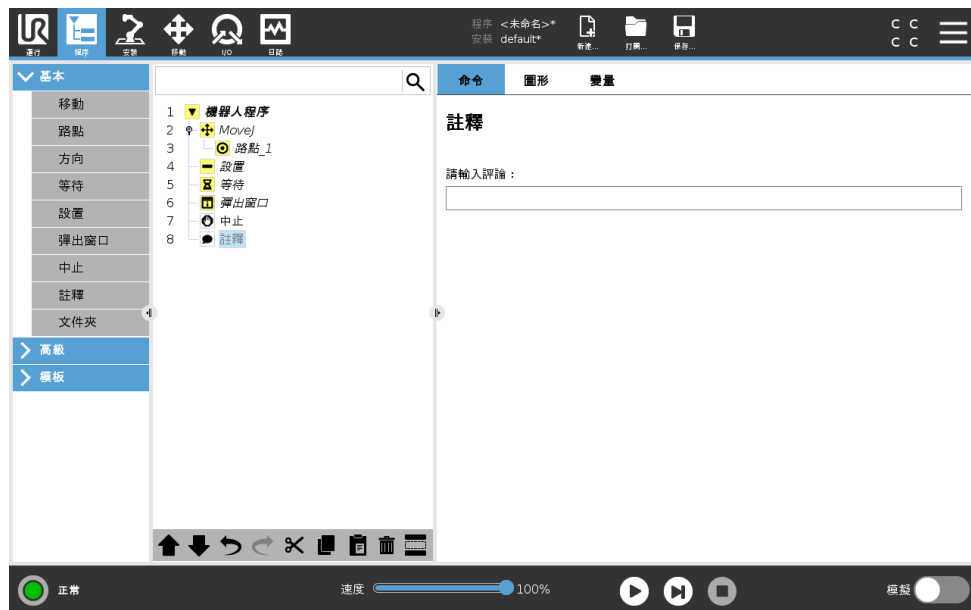 UR
運行
程序
安裝
移動
I/O
日誌
程序 <未命名>*
安裝 default*
新建...
打開...
保存...
C C
C C
基本
移動
路點
方向
等待
設置
彈出窗口
中止
註釋
文件夾
高級
模板
1 機器人程序
2 MoveJ
3 路點_1
4 設置
5 等待
6 彈出窗口
7 中止
8 註釋
命令 圖形 變量
註釋
請輸入評論：
正常
速度 100%
模擬